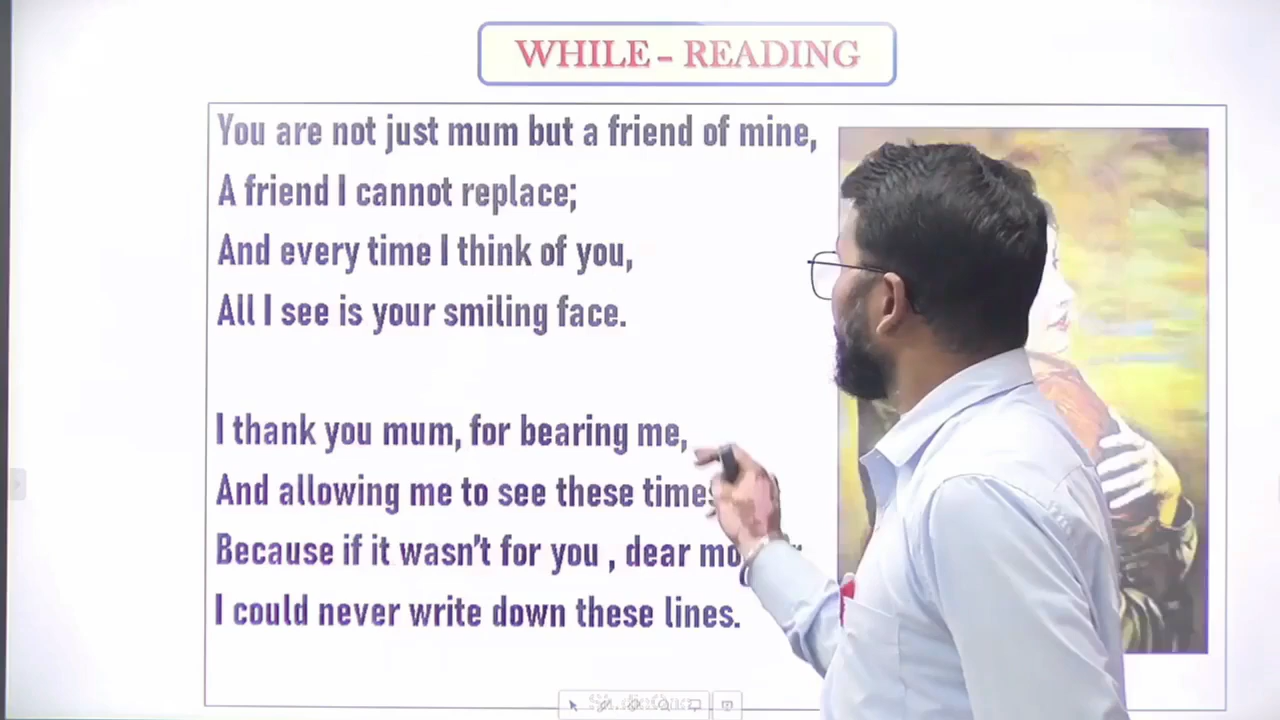 WHILE - READING
You are not just mum but a friend of mine,
A friend I cannot replace;
And every time I think of you,
All I see is your smiling face.
I thank you mum, for bearing me,
And allowing me to see these
Because if it wasn't for you , dear
I could never write down these lines.